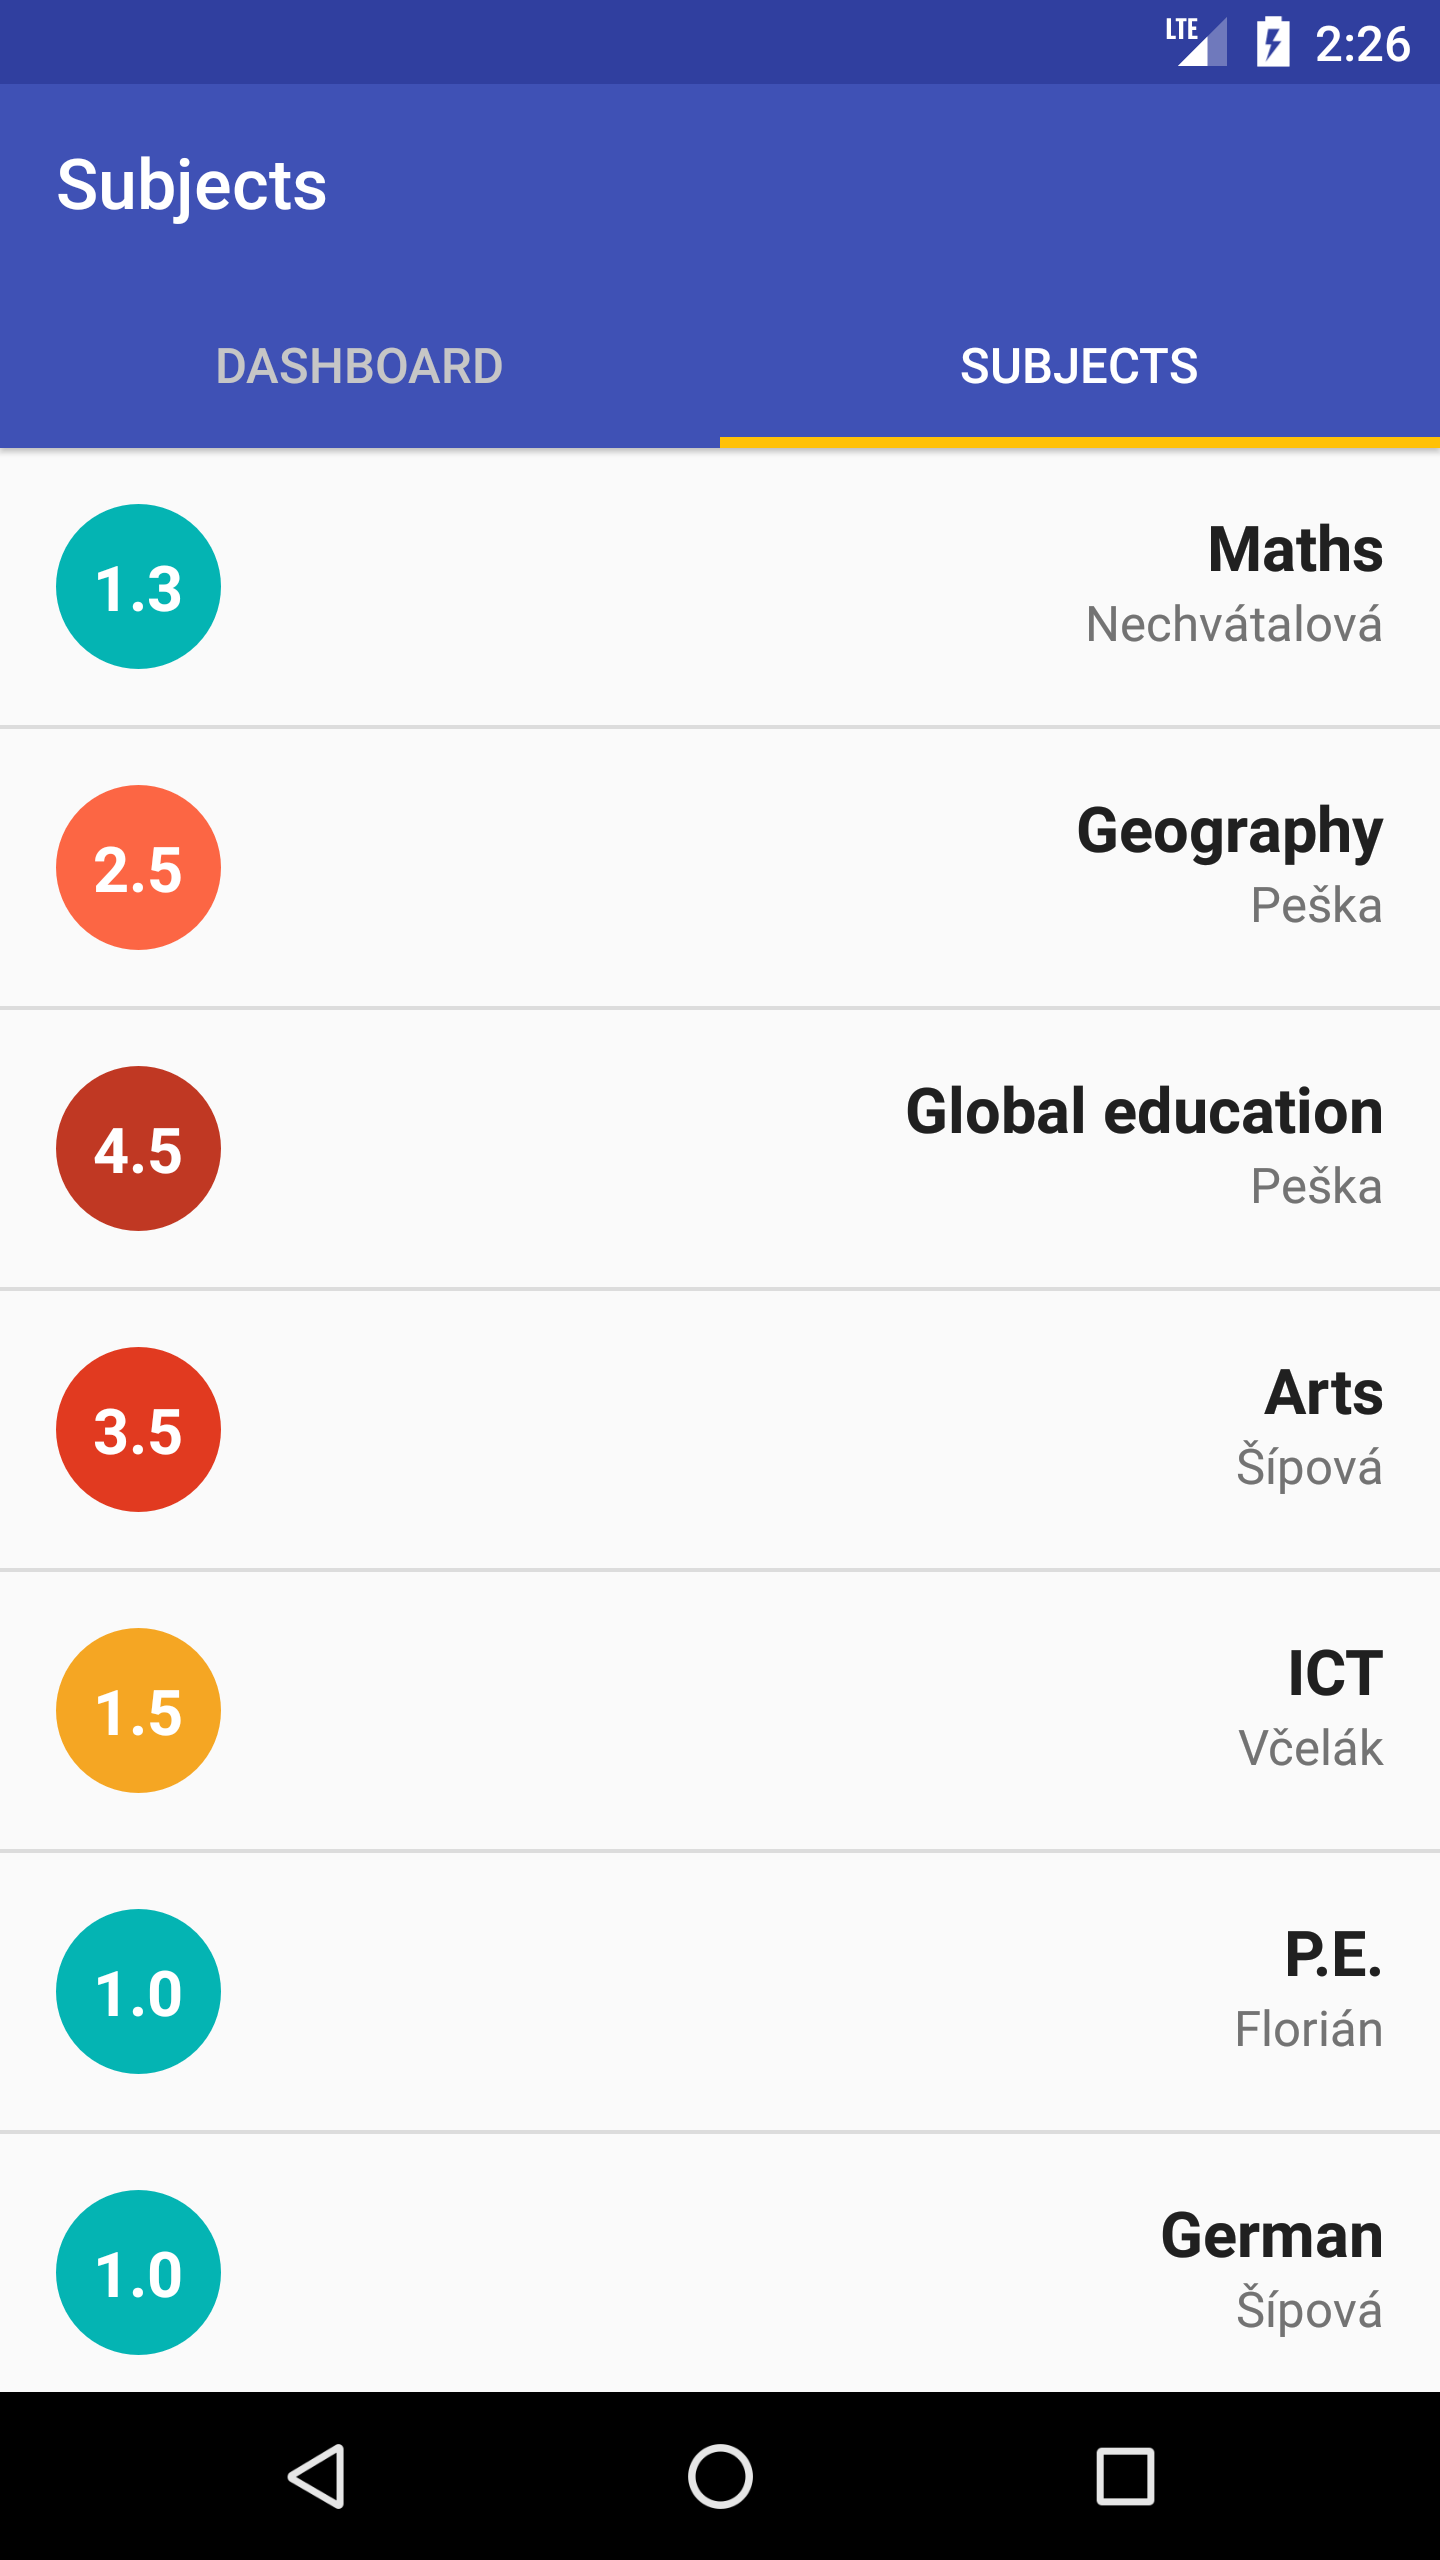 LTE 2:26
Subjects
DASHBOARD SUBJECTS
1.3
Maths
Nechvátalová
2.5
Geography
Peška
4.5
Global education
Peška
3.5
Arts
Šípová
1.5
ICT
Včelák
1.0
P.E.
Florián
1.0
German
Šípová